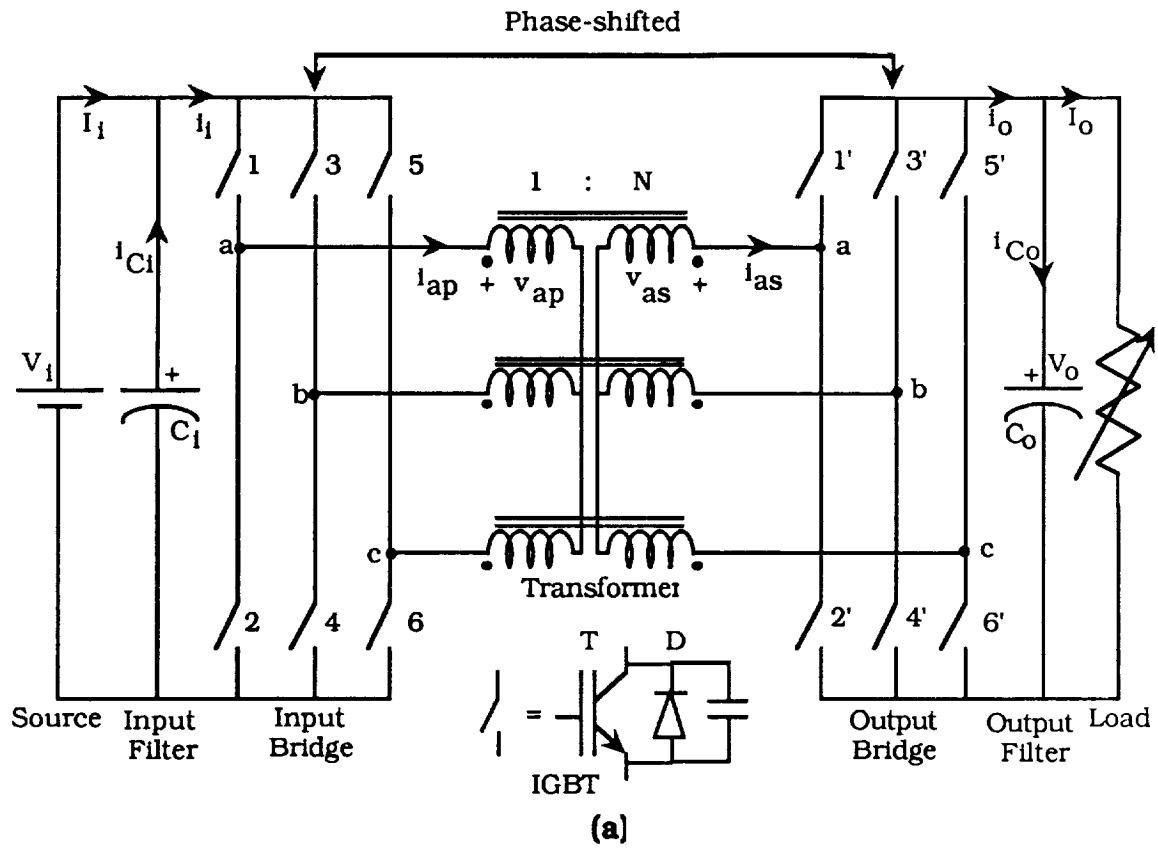 Phase-shifted
I_i
i_i
1
3
5
1 : N
1'
3'
5'
i_o
I_o
i_Ci
a
i_ap
+
v_ap
v_as
+
i_as
a
i_Co
V_i
+
C_i
b
b
+
V_o
C_o
c
c
Transformer
2
4
6
T
D
2'
4'
6'
=
Source
Input
Filter
Input
Bridge
IGBT
Output
Bridge
Output
Filter
Load
(a)